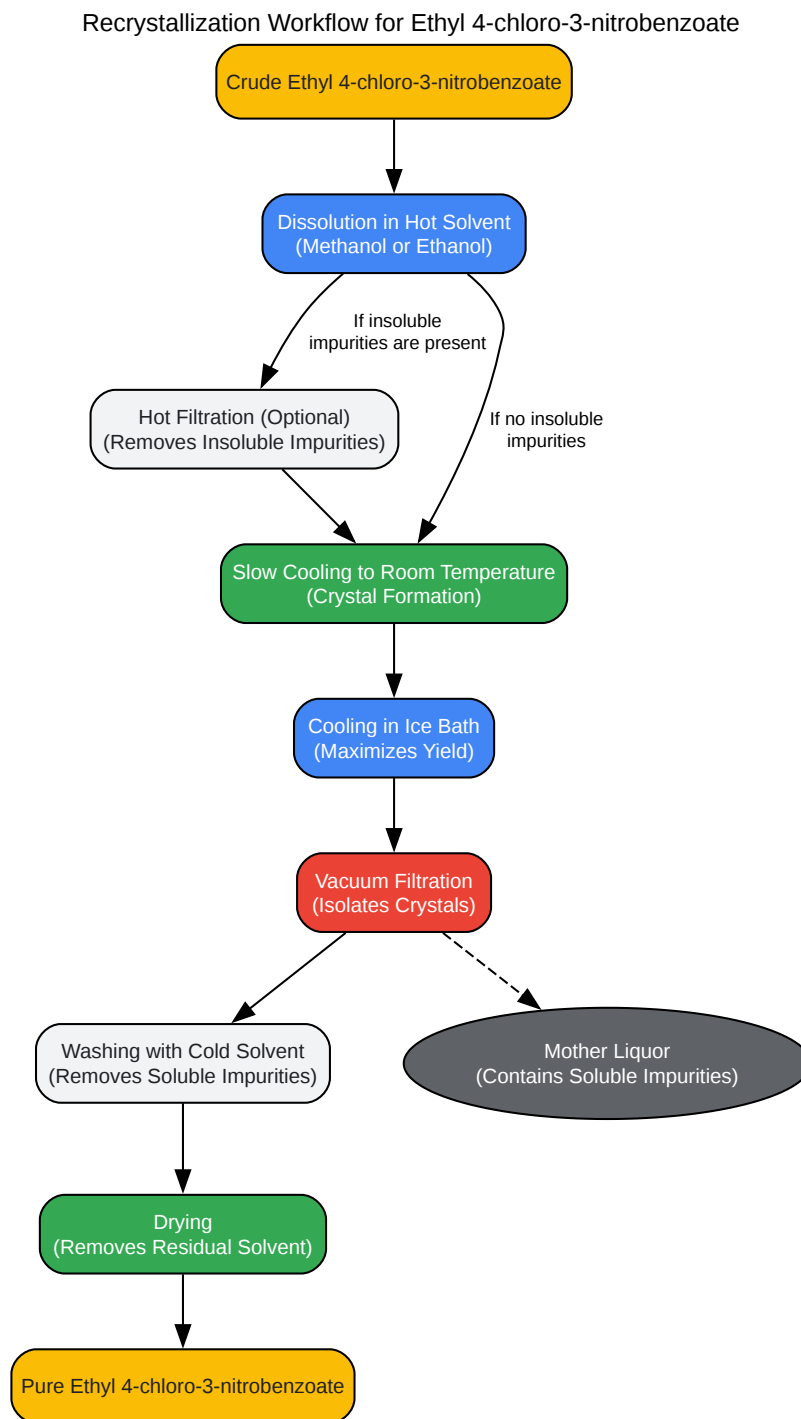 Recrystallization Workflow for Ethyl 4-chloro-3-nitrobenzoate
Crude Ethyl 4-chloro-3-nitrobenzoate
Dissolution in Hot Solvent
(Methanol or Ethanol)
If insoluble
impurities are present
Hot Filtration (Optional)
(Removes Insoluble Impurities)
If no insoluble
impurities
Slow Cooling to Room Temperature
(Crystal Formation)
Cooling in Ice Bath
(Maximizes Yield)
Vacuum Filtration
(Isolates Crystals)
Washing with Cold Solvent
(Removes Soluble Impurities)
Mother Liquor
(Contains Soluble Impurities)
Drying
(Removes Residual Solvent)
Pure Ethyl 4-chloro-3-nitrobenzoate